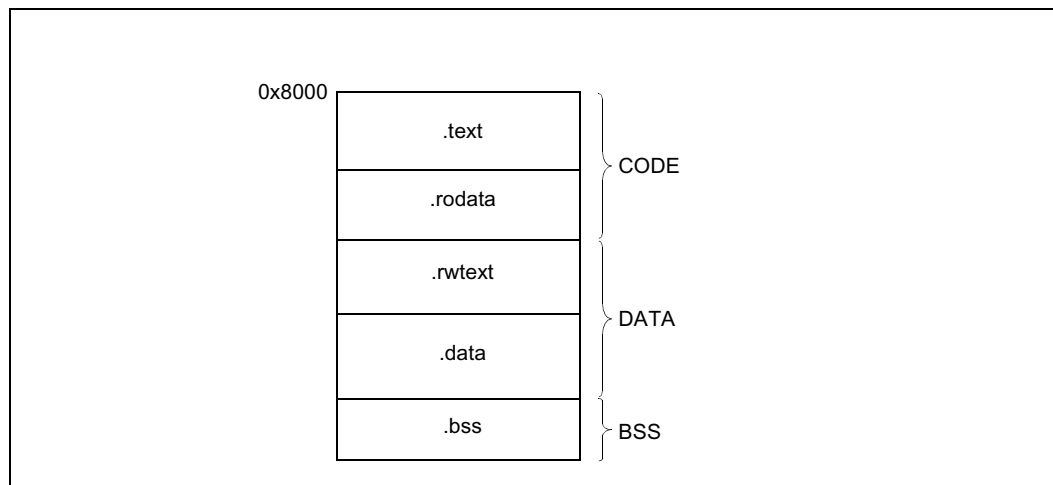 0x8000
.text
CODE
.rodata
.rwtext
DATA
.data
.bss
BSS